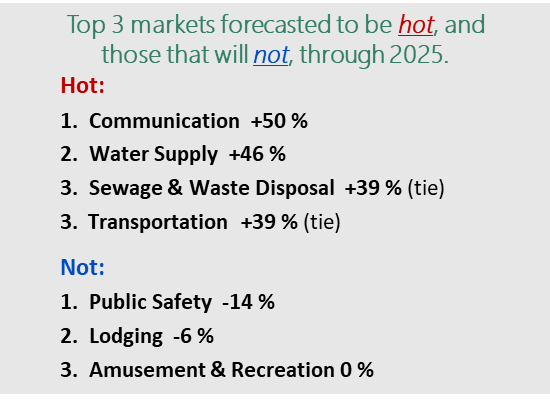 Top 3 markets forecasted to be hot, and
those that will not, through 2025.
Hot:
1. Communication +50 %
2. Water Supply +46 %
3. Sewage & Waste Disposal +39 % (tie)
3. Transportation +39 % (tie)
Not:
1. Public Safety -14 %
2. Lodging -6 %
3. Amusement & Recreation 0 %